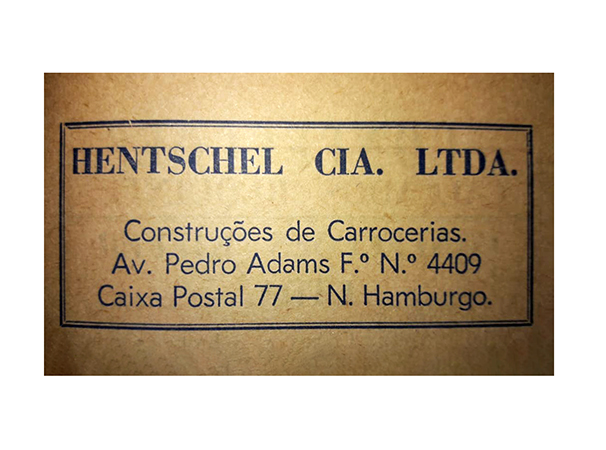 HENTSCHEL CIA. LTDA.
Construções de Carrocerias.
Av. Pedro Adams F.º N.º 4409
Caixa Postal 77 — N. Hamburgo.